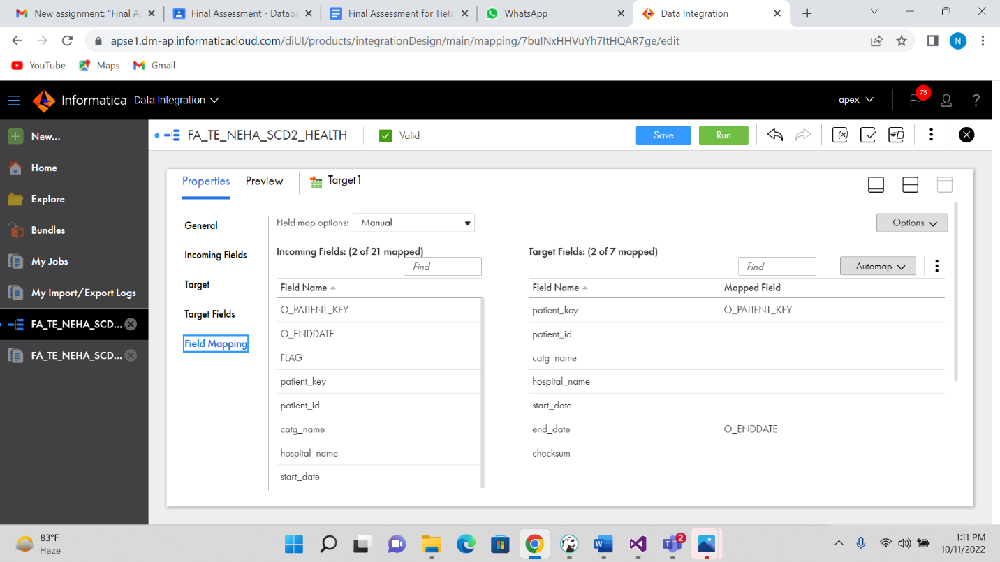 New assignment: "Final As
Final Assessment - Databa
Final Assessment for Tieto
WhatsApp
Data Integration
apse1.dm-ap.informaticacloud.com/diUI/products/integrationDesign/main/mapping/7buINxHHVuYh7ItHQAR7ge/edit
N
YouTube
Maps
Gmail
Informatica Data Integration
apex
75
?
New...
Home
Explore
Bundles
My Jobs
My Import/Export Logs
FA_TE_NEHA_SCD...
FA_TE_NEHA_SCD...
FA_TE_NEHA_SCD2_HEALTH
Valid
Save
Run
Properties
Preview
Target1
General
Incoming Fields
Target
Target Fields
Field Mapping
Field map options:
Manual
Options
Incoming Fields: (2 of 21 mapped)
Find
Field Name
O_PATIENT_KEY
O_ENDDATE
FLAG
patient_key
patient_id
catg_name
hospital_name
start_date
Target Fields: (2 of 7 mapped)
Find
Automap
Field Name Mapped Field
patient_key O_PATIENT_KEY
patient_id
catg_name
hospital_name
start_date
end_date O_ENDDATE
checksum
83°F
Haze
2
1:11 PM
10/11/2022